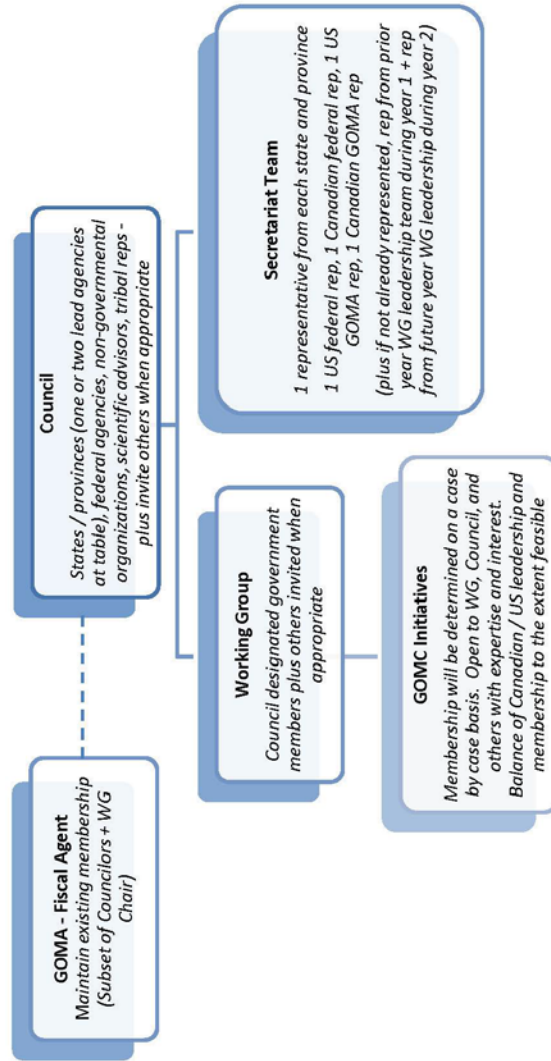 GOMA - Fiscal Agent
Maintain existing membership
(Subset of Councilors + WG
Chair)
Council
States / provinces (one or two lead agencies
at table), federal agencies, non-governmental
organizations, scientific advisors, tribal reps -
plus invite others when appropriate
Working Group
Council designated government
members plus others invited when
appropriate
Secretariat Team
1 representative from each state and province
1 US federal rep, 1 Canadian federal rep, 1 US
GOMA rep, 1 Canadian GOMA rep
(plus if not already represented, rep from prior
year WG leadership team during year 1 + rep
from future year WG leadership during year 2)
GOMC Initiatives
Membership will be determined on a case
by case basis.  Open to WG, Council, and
others with expertise and interest.
Balance of Canadian / US leadership and
membership to the extent feasible